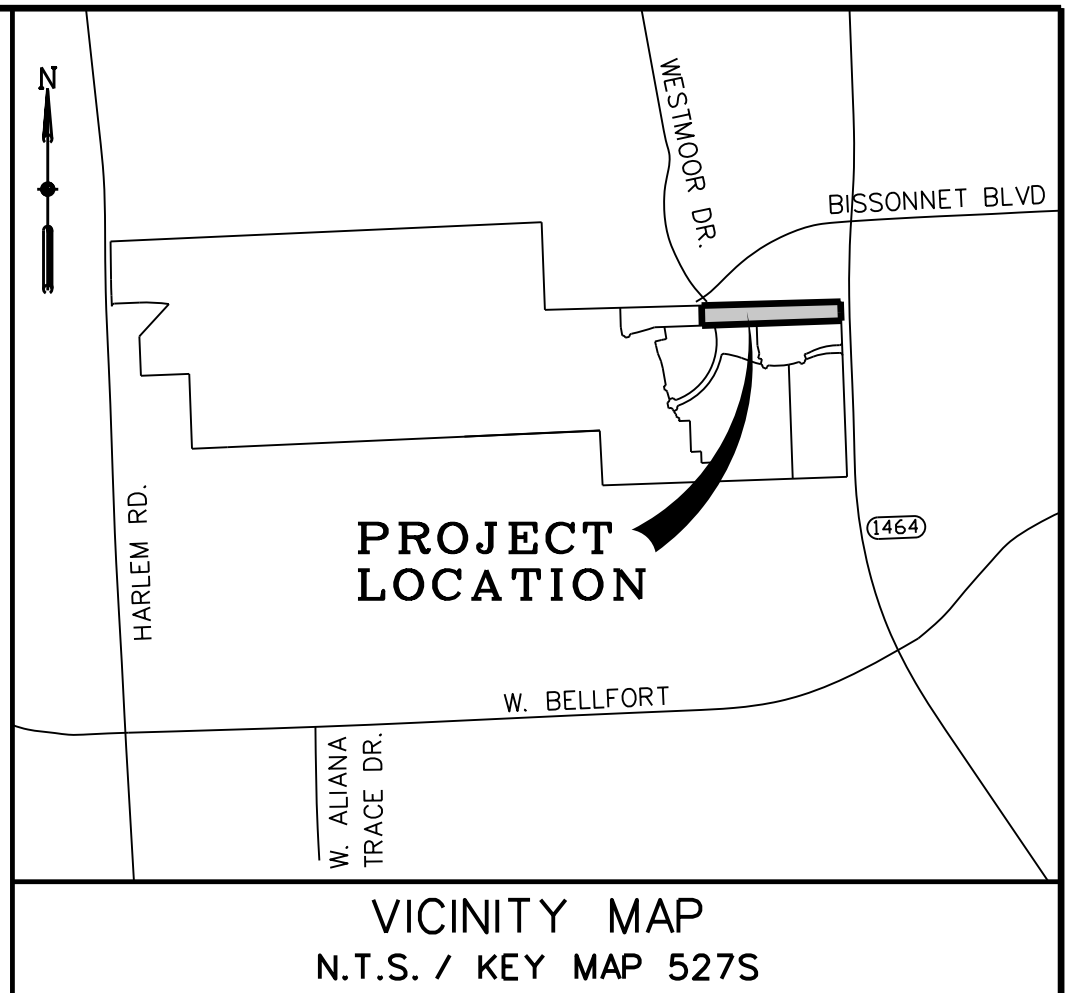 N
WESTMOOR DR.
BISSONNET BLVD
HARLEM RD.
1464
PROJECT
LOCATION
W. BELLFORT
W. ALIANA
TRACE DR.
VICINITY MAP
N.T.S. / KEY MAP 527S